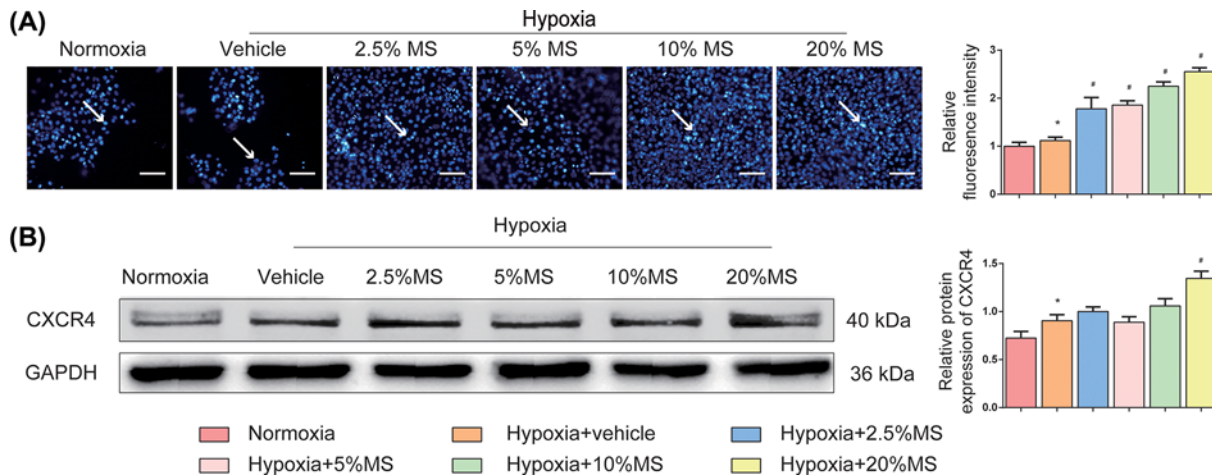 (A)
Hypoxia
Normoxia Vehicle 2.5% MS 5% MS 10% MS 20% MS
Relative
fluoresence intensity
3
2
1
0
*
#
#
#
#
(B)
Hypoxia
Normoxia Vehicle 2.5%MS 5%MS 10%MS 20%MS
CXCR4 40 kDa
GAPDH 36 kDa
Relative protein
expression of CXCR4
1.5
1.0
0.5
0.0
*
#
Normoxia Hypoxia+vehicle Hypoxia+2.5%MS
Hypoxia+5%MS Hypoxia+10%MS Hypoxia+20%MS